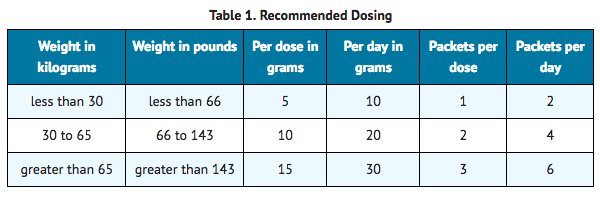 Table 1. Recommended Dosing
Weight in kilograms Weight in pounds Per dose in grams Per day in grams Packets per dose Packets per day
less than 30 less than 66 5 10 1 2
30 to 65 66 to 143 10 20 2 4
greater than 65 greater than 143 15 30 3 6